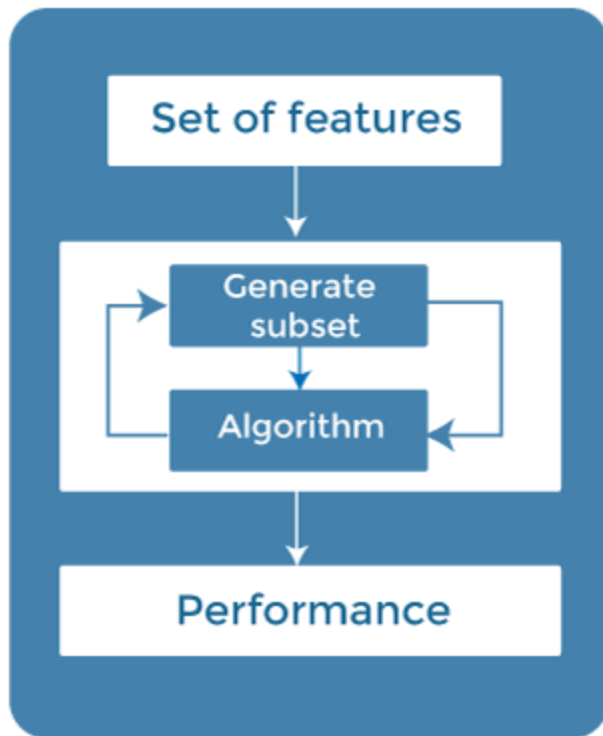 Set of features
Generate
subset
Algorithm
Performance